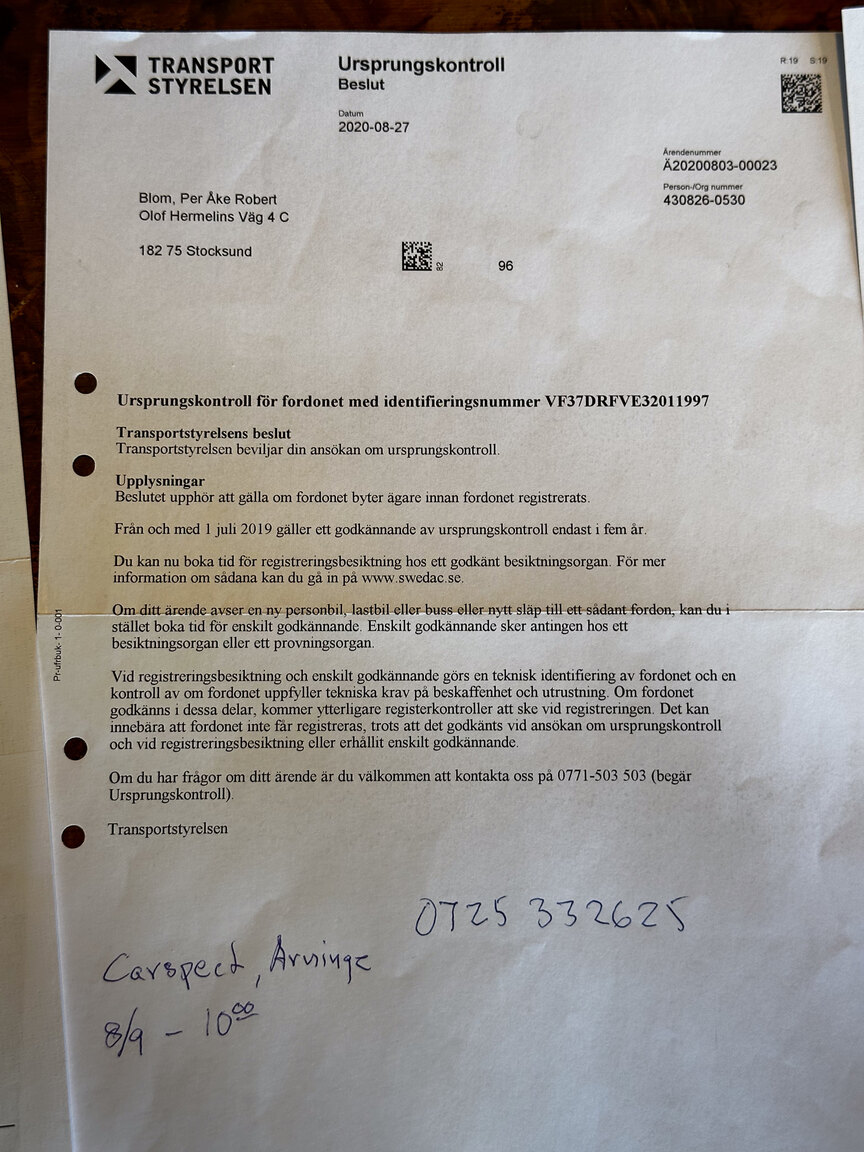 TRANSPORT
STYRELSEN
Ursprungskontroll
Beslut
Datum
2020-08-27
R:19 S:19
Ärendenummer
Ä20200803-00023
Person-/Org nummer
430826-0530
Blom, Per Åke Robert
Olof Hermelins Väg 4 C
182 75 Stocksund
82
96
Ursprungskontroll för fordonet med identifieringsnummer VF37DRFVE32011997
Transportstyrelsens beslut
Transportstyrelsen beviljar din ansökan om ursprungskontroll.
Upplysningar
Beslutet upphör att gälla om fordonet byter ägare innan fordonet registrerats.
Från och med 1 juli 2019 gäller ett godkännande av ursprungskontroll endast i fem år.
Du kan nu boka tid för registreringsbesiktning hos ett godkänt besiktningsorgan. För mer
information om sådana kan du gå in på www.swedac.se.
Om ditt ärende avser en ny personbil, lastbil eller buss eller nytt släp till ett sådant fordon, kan du i
stället boka tid för enskilt godkännande. Enskilt godkännande sker antingen hos ett
besiktningsorgan eller ett provningsorgan.
Vid registreringsbesiktning och enskilt godkännande görs en teknisk identifiering av fordonet och en
kontroll av om fordonet uppfyller tekniska krav på beskaffenhet och utrustning. Om fordonet
godkänns i dessa delar, kommer ytterligare registerkontroller att ske vid registreringen. Det kan
innebära att fordonet inte får registreras, trots att det godkänts vid ansökan om ursprungskontroll
och vid registreringsbesiktning eller erhållit enskilt godkännande.
Om du har frågor om ditt ärende är du välkommen att kontakta oss på 0771-503 503 (begär
Ursprungskontroll).
Transportstyrelsen
Pr-ufrbuk- 1- 0-001
0725 332625
Carspect, Arninge
8/9 - 10⁰⁰